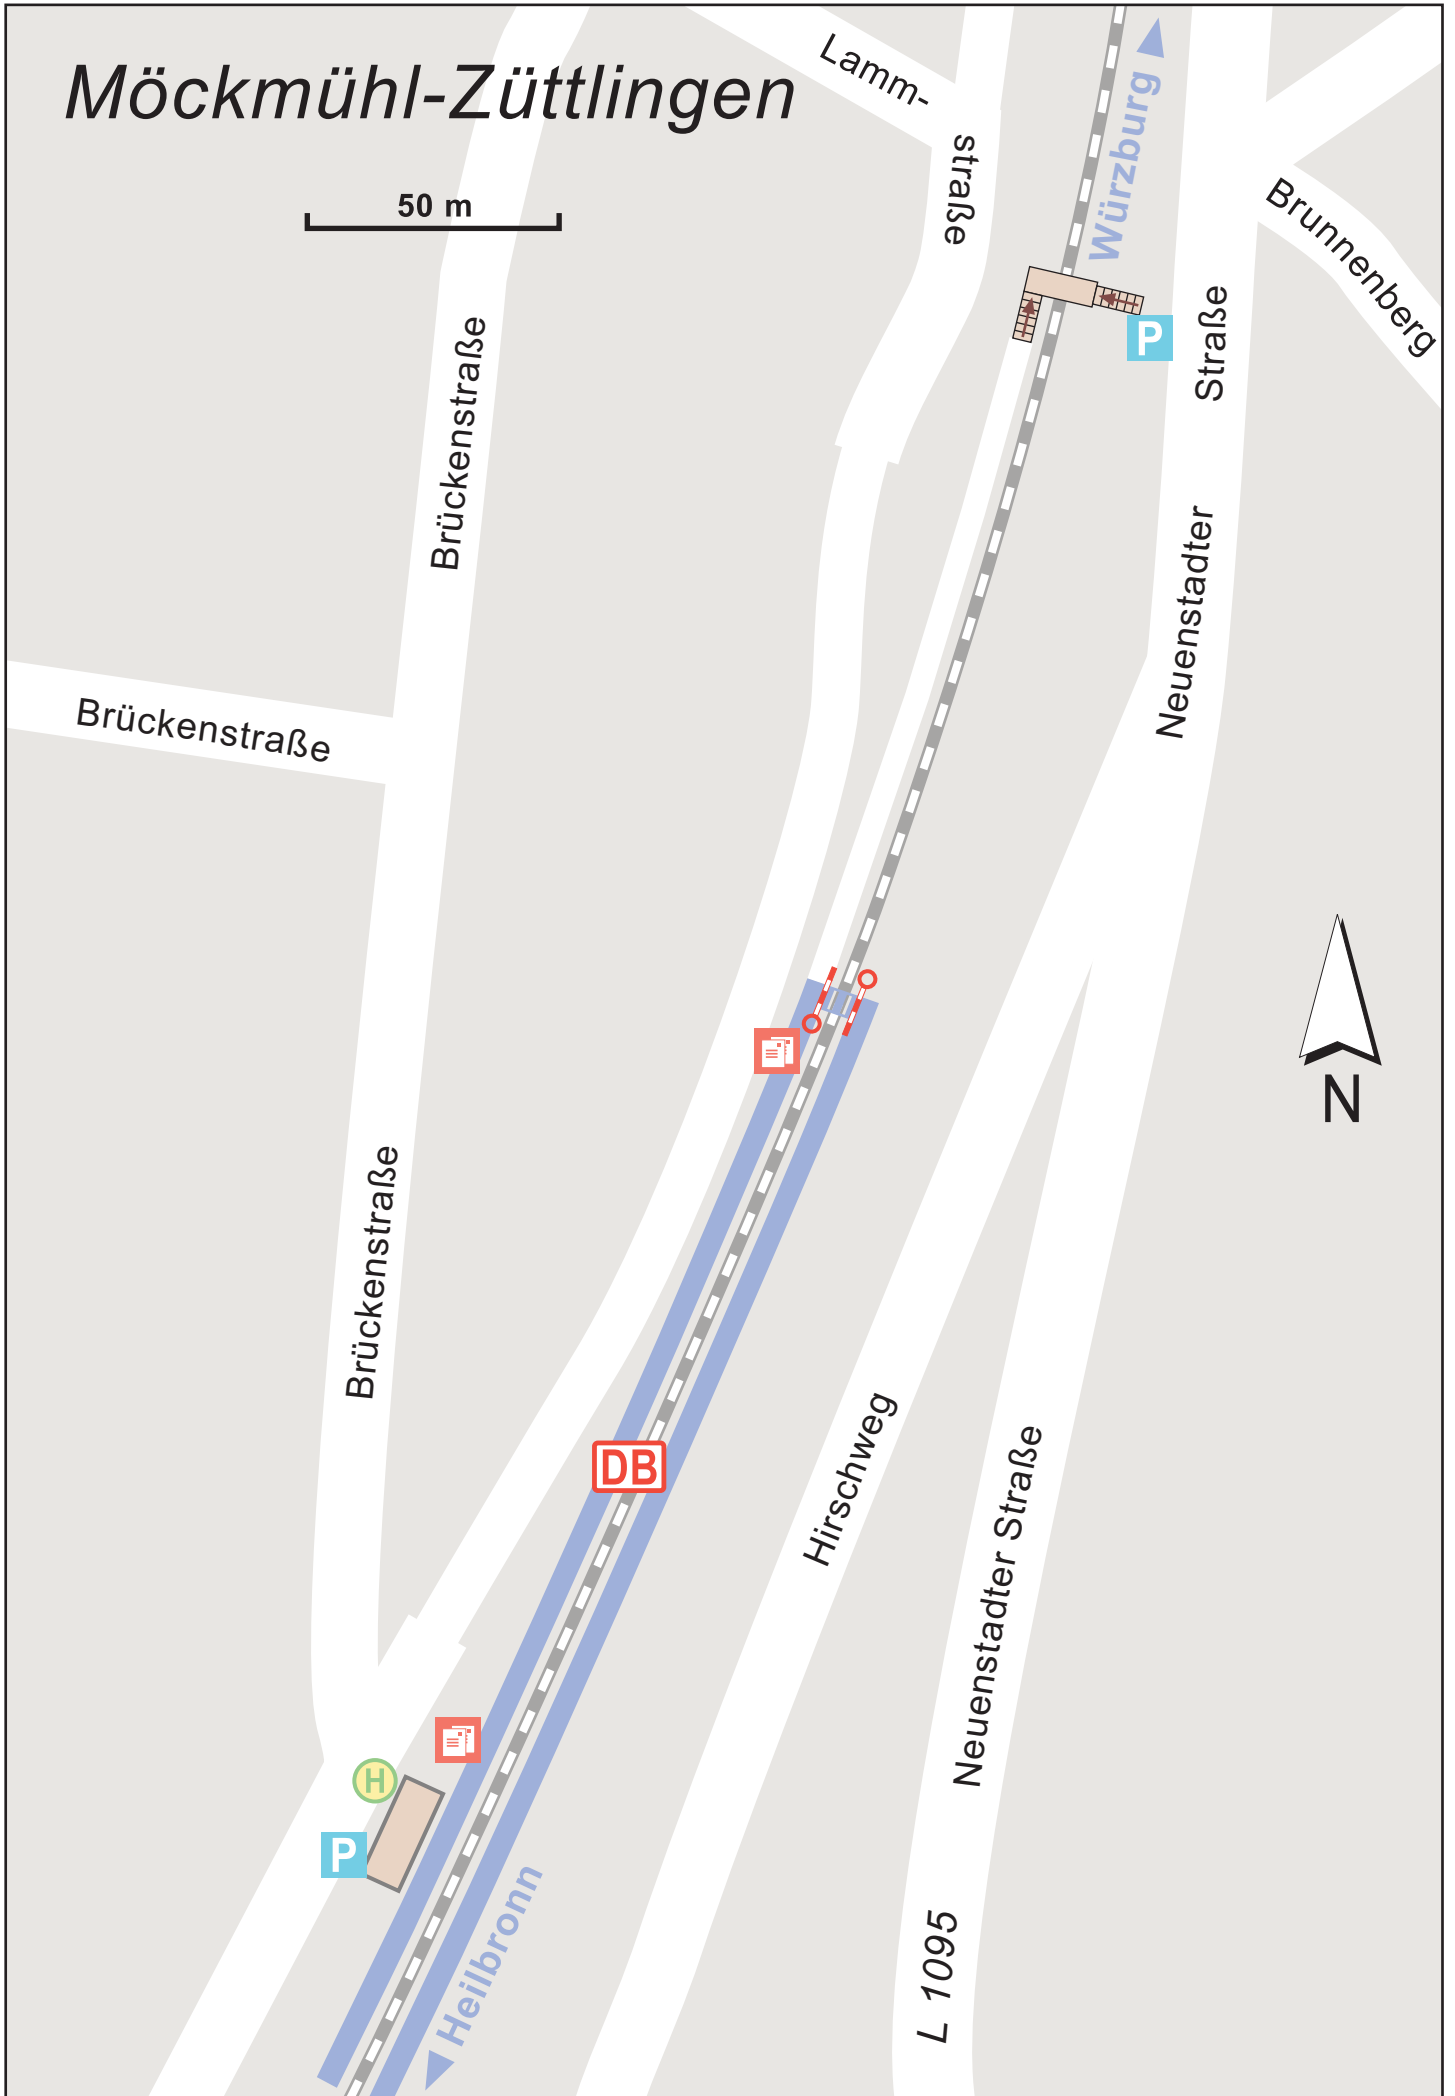 Möckmühl-Züttlingen
50 m
Lamm-
straße
Würzburg
Brunnenberg
P
Straße
Neuenstadter
Brückenstraße
Brückenstraße
N
Brückenstraße
DB
Hirschweg
Neuenstadter Straße
H
P
Heilbronn
L 1095